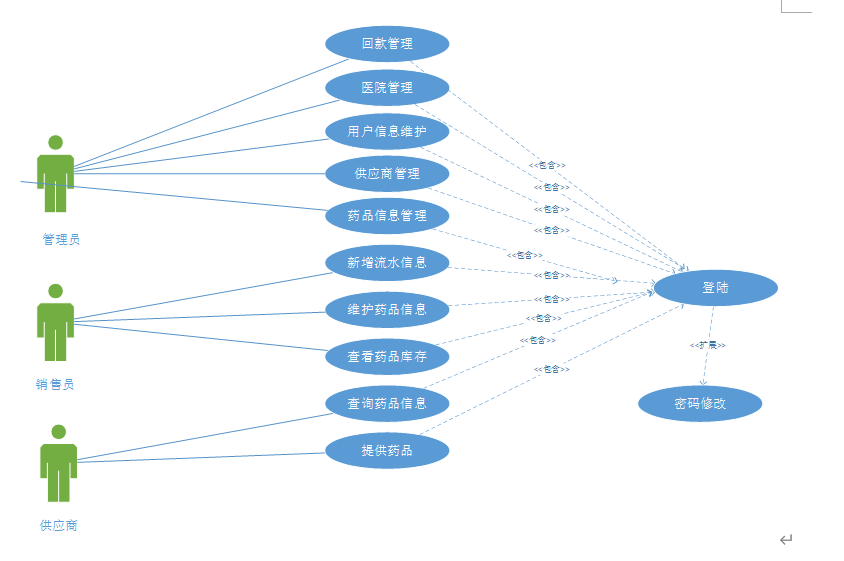 回款管理
医院管理
用户信息维护
供应商管理
药品信息管理
管理员
新增流水信息
维护药品信息
查看药品库存
销售员
查询药品信息
提供药品
供应商
<<包含>>
<<包含>>
<<包含>>
<<包含>>
<<包含>>
<<包含>>
<<包含>>
<<包含>>
<<包含>>
<<包含>>
登陆
<<扩展>>
密码修改